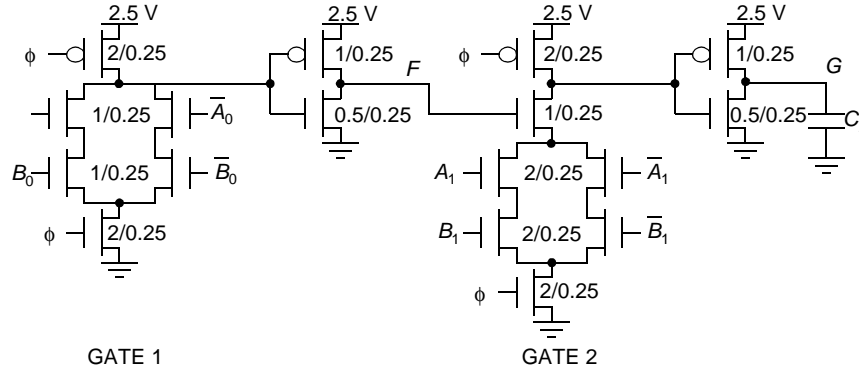 2.5 V 2.5 V 2.5 V 2.5 V
ϕ 2/0.25 1/0.25 ϕ 2/0.25 1/0.25
F G
1/0.25 A̅₀ 0.5/0.25 1/0.25 0.5/0.25 C
B₀ 1/0.25 B̅₀ A₁ 2/0.25 A̅₁
ϕ 2/0.25 B₁ 2/0.25 B̅₁
ϕ 2/0.25
GATE 1 GATE 2